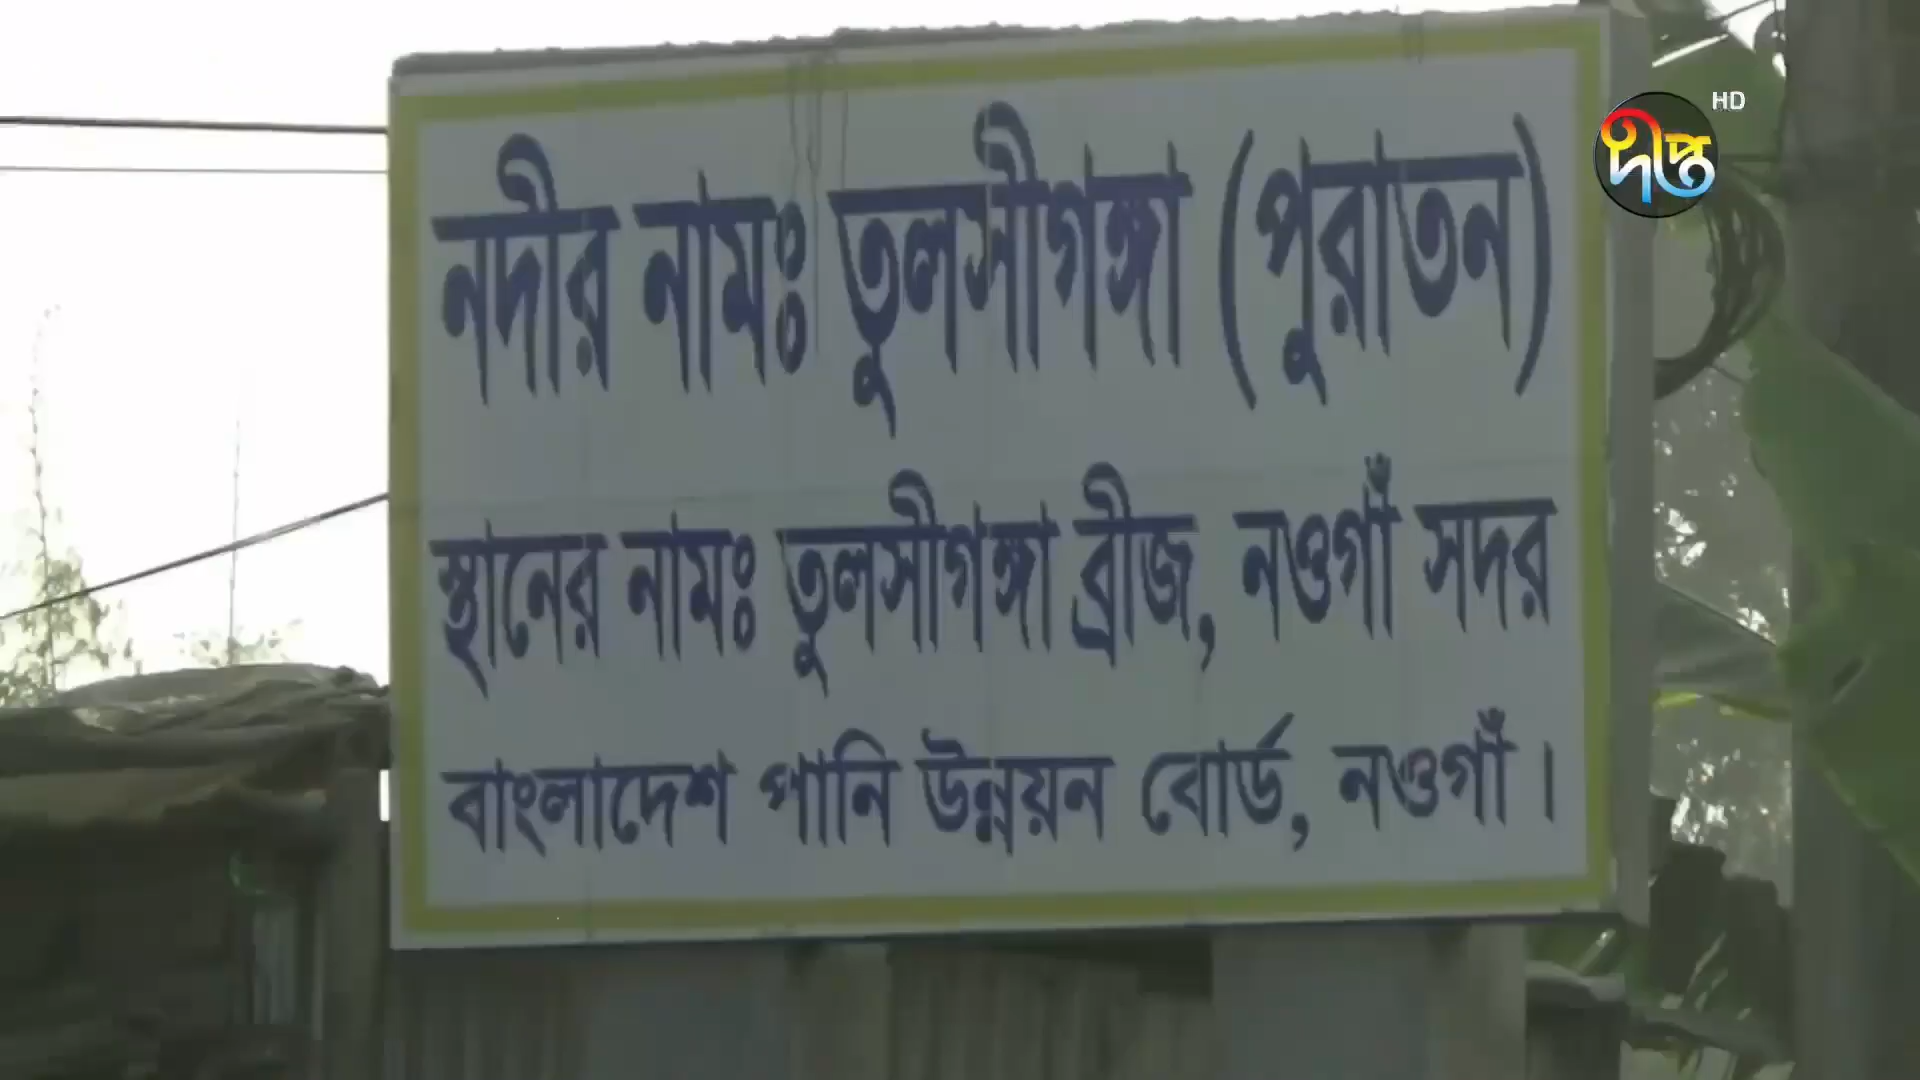 নদীর নামঃ তুলসীগঙ্গা (পুরাতন)
স্থানের নামঃ তুলসীগঙ্গা ব্রীজ, নওগাঁ সদর
বাংলাদেশ পানি উন্নয়ন বোর্ড, নওগাঁ।
দীপ্ত
HD